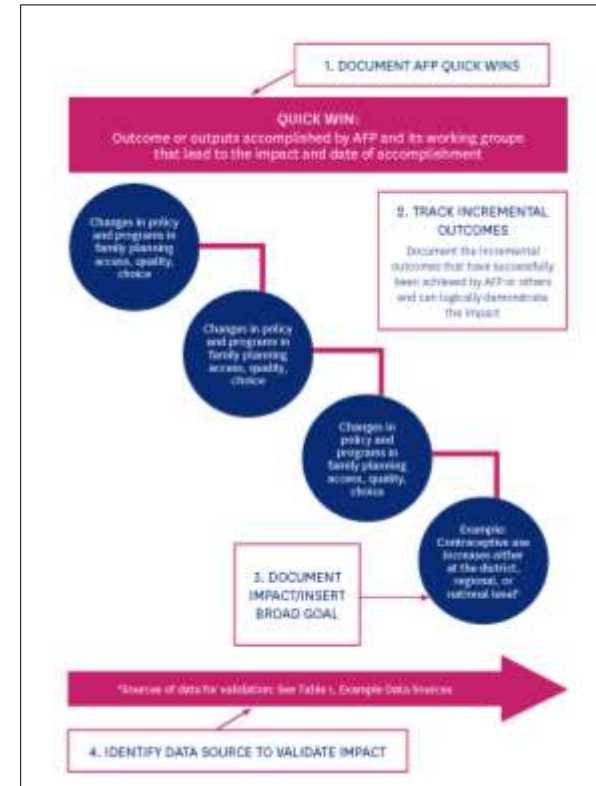 1. DOCUMENT AFP QUICK WINS
QUICK WIN:
Outcome or outputs accomplished by AFP and its working groups
that lead to the impact and date of accomplishment
Changes in policy
and programs in
family planning
access, quality,
choice
2. TRACK INCREMENTAL
OUTCOMES
Document the incremental
outcomes that have successfully
been achieved by AFP or others
and can logically demonstrate
the impact
Changes in policy
and programs in
family planning
access, quality,
choice
Changes in
policy and
programs in
family planning
access, quality,
choice
Example:
Contraceptive use
increases either
at the district,
regional, or
national level*
3. DOCUMENT
IMPACT/INSERT
BROAD GOAL
*Sources of data for validation: See Table 1, Example Data Sources
4. IDENTIFY DATA SOURCE TO VALIDATE IMPACT